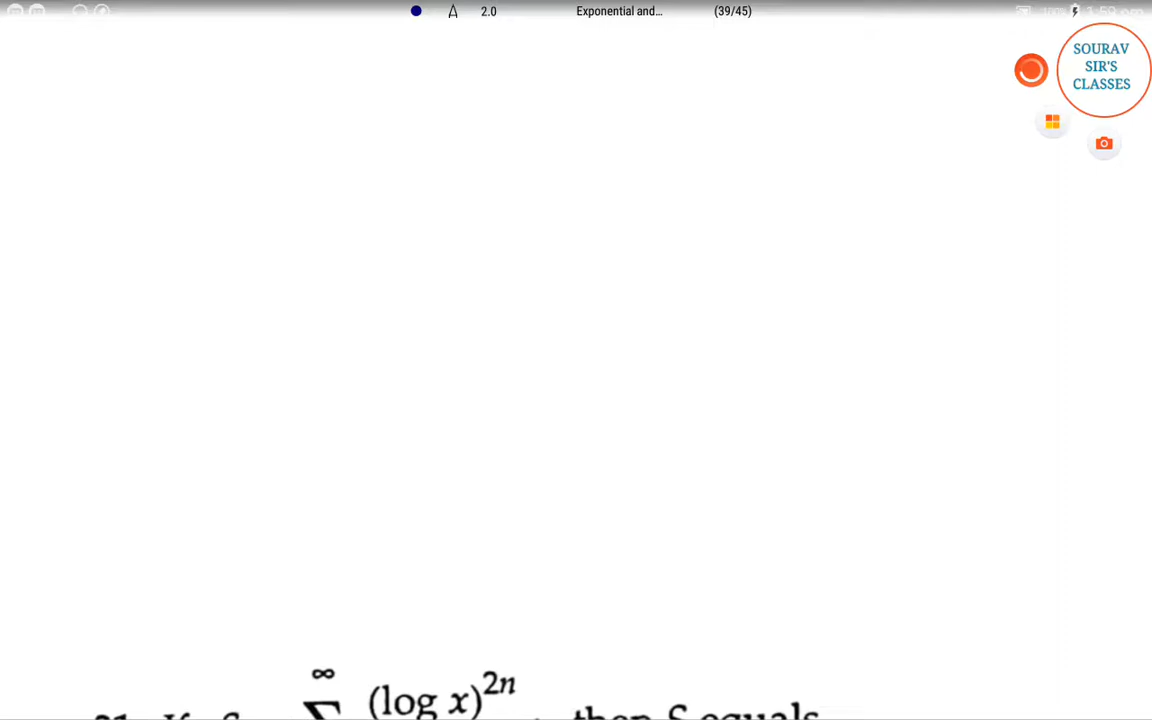 2.0 Exponential and... (39/45)
SOURAV
SIR'S
CLASSES
∞
(log x)²ⁿ
then S equals